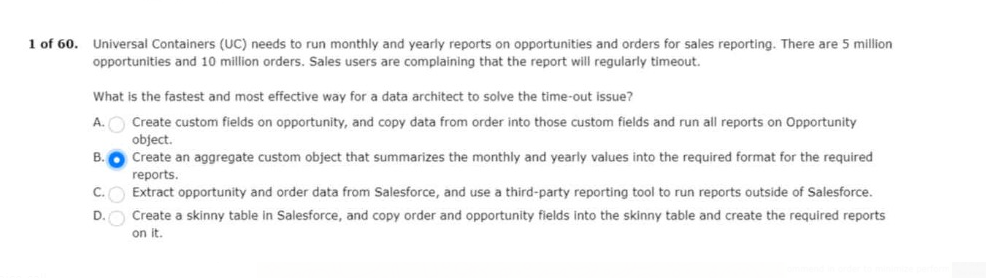 1 of 60. Universal Containers (UC) needs to run monthly and yearly reports on opportunities and orders for sales reporting. There are 5 million
opportunities and 10 million orders. Sales users are complaining that the report will regularly timeout.
What is the fastest and most effective way for a data architect to solve the time-out issue?
A. Create custom fields on opportunity, and copy data from order into those custom fields and run all reports on Opportunity
object.
B. Create an aggregate custom object that summarizes the monthly and yearly values into the required format for the required
reports.
C. Extract opportunity and order data from Salesforce, and use a third-party reporting tool to run reports outside of Salesforce.
D. Create a skinny table in Salesforce, and copy order and opportunity fields into the skinny table and create the required reports
on it.